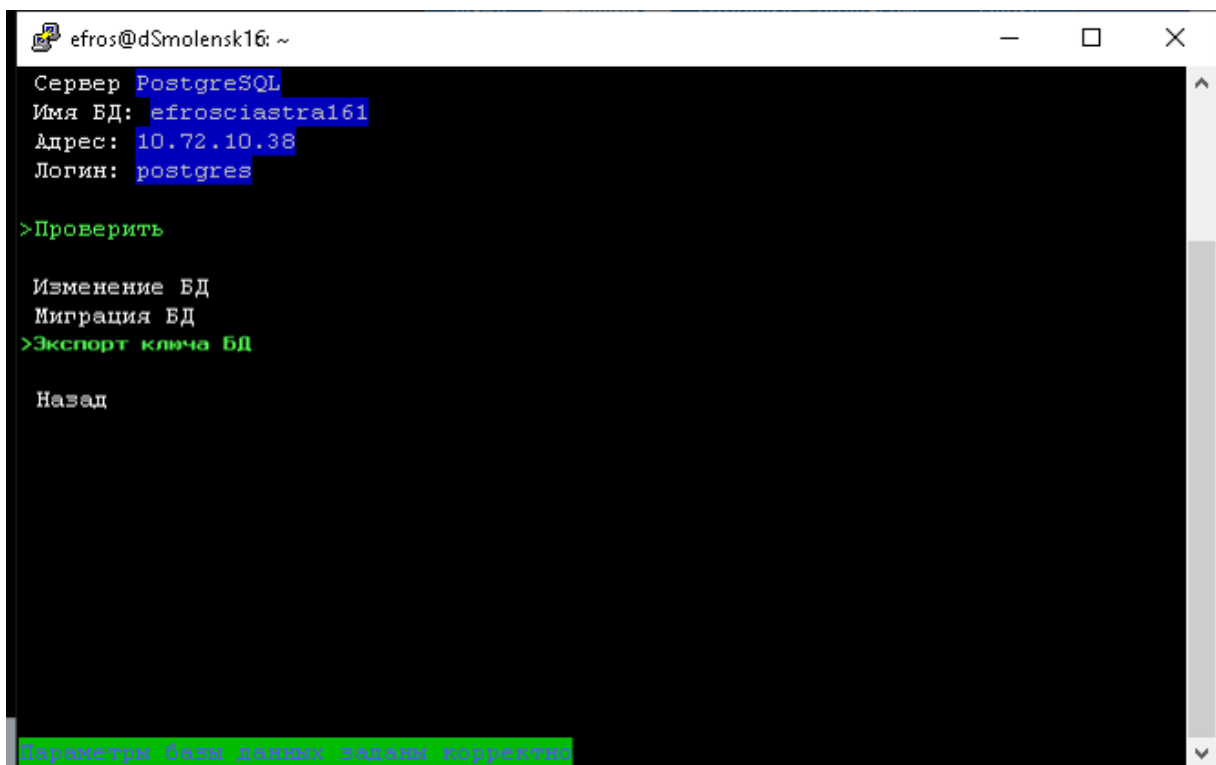 efros@dSmolensk16: ~
Сервер PostgreSQL
Имя БД: efrosciastra161
Адрес: 10.72.10.38
Логин: postgres
>Проверить
Изменение БД
Миграция БД
>Экспорт ключа БД
Назад
Параметры базы данных заданы корректно